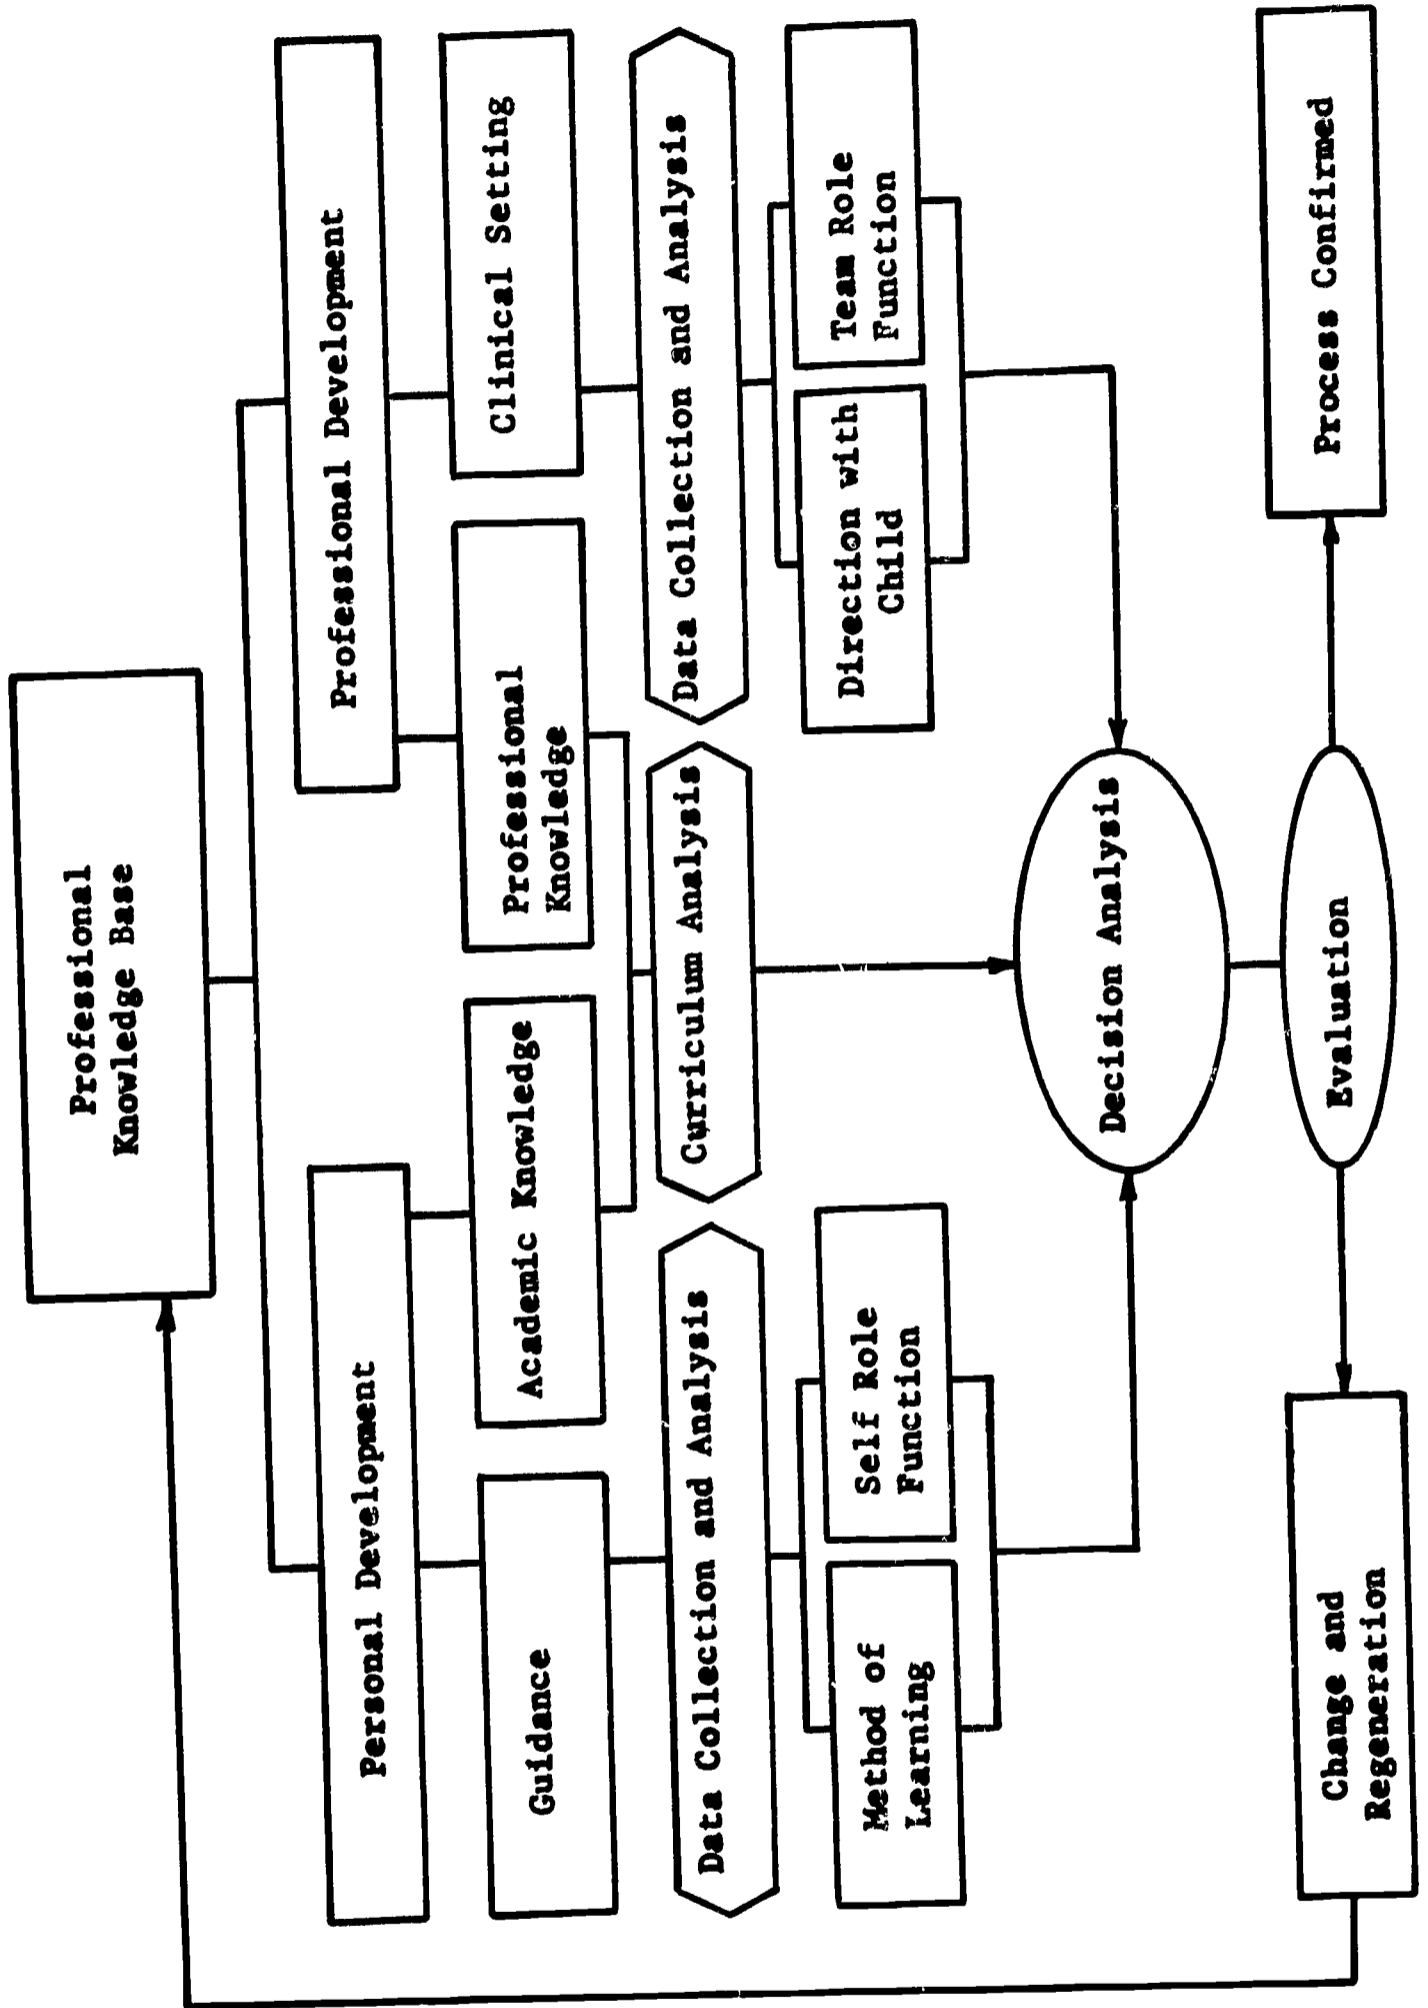 Professional
Knowledge Base
Personal Development
Professional Development
Guidance
Academic Knowledge
Professional
Knowledge
Clinical Setting
Data Collection and Analysis
Curriculum Analysis
Data Collection and Analysis
Method of
Learning
Self Role
Function
Direction with
Child
Team Role
Function
Decision Analysis
Evaluation
Change and
Regeneration
Process Confirmed